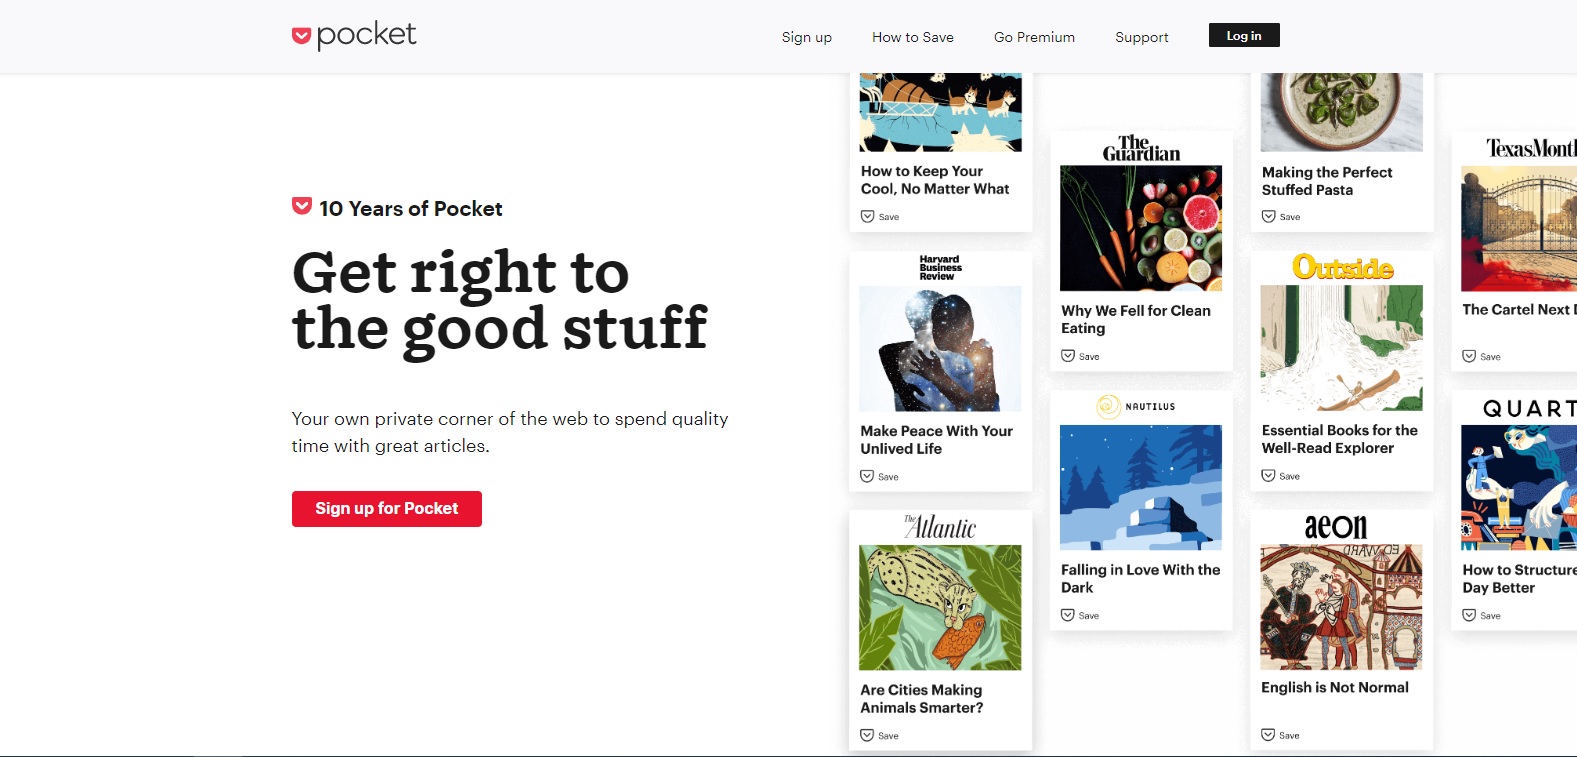 pocket
Sign up
How to Save
Go Premium
Support
Log in
10 Years of Pocket
Get right to
the good stuff
Your own private corner of the web to spend quality
time with great articles.
Sign up for Pocket
How to Keep Your
Cool, No Matter What
Save
Harvard
Business
Review
Make Peace With Your
Unlived Life
Save
The Atlantic
Are Cities Making
Animals Smarter?
Save
The
Guardian
Why We Fell for Clean
Eating
Save
NAUTILUS
Falling in Love With the
Dark
Save
Making the Perfect
Stuffed Pasta
Save
Outside
Essential Books for the
Well-Read Explorer
Save
aeon
EDWARD
English is Not Normal
Save
TexasMont
The Cartel Next
Save
QUART
How to Structure
Day Better
Save